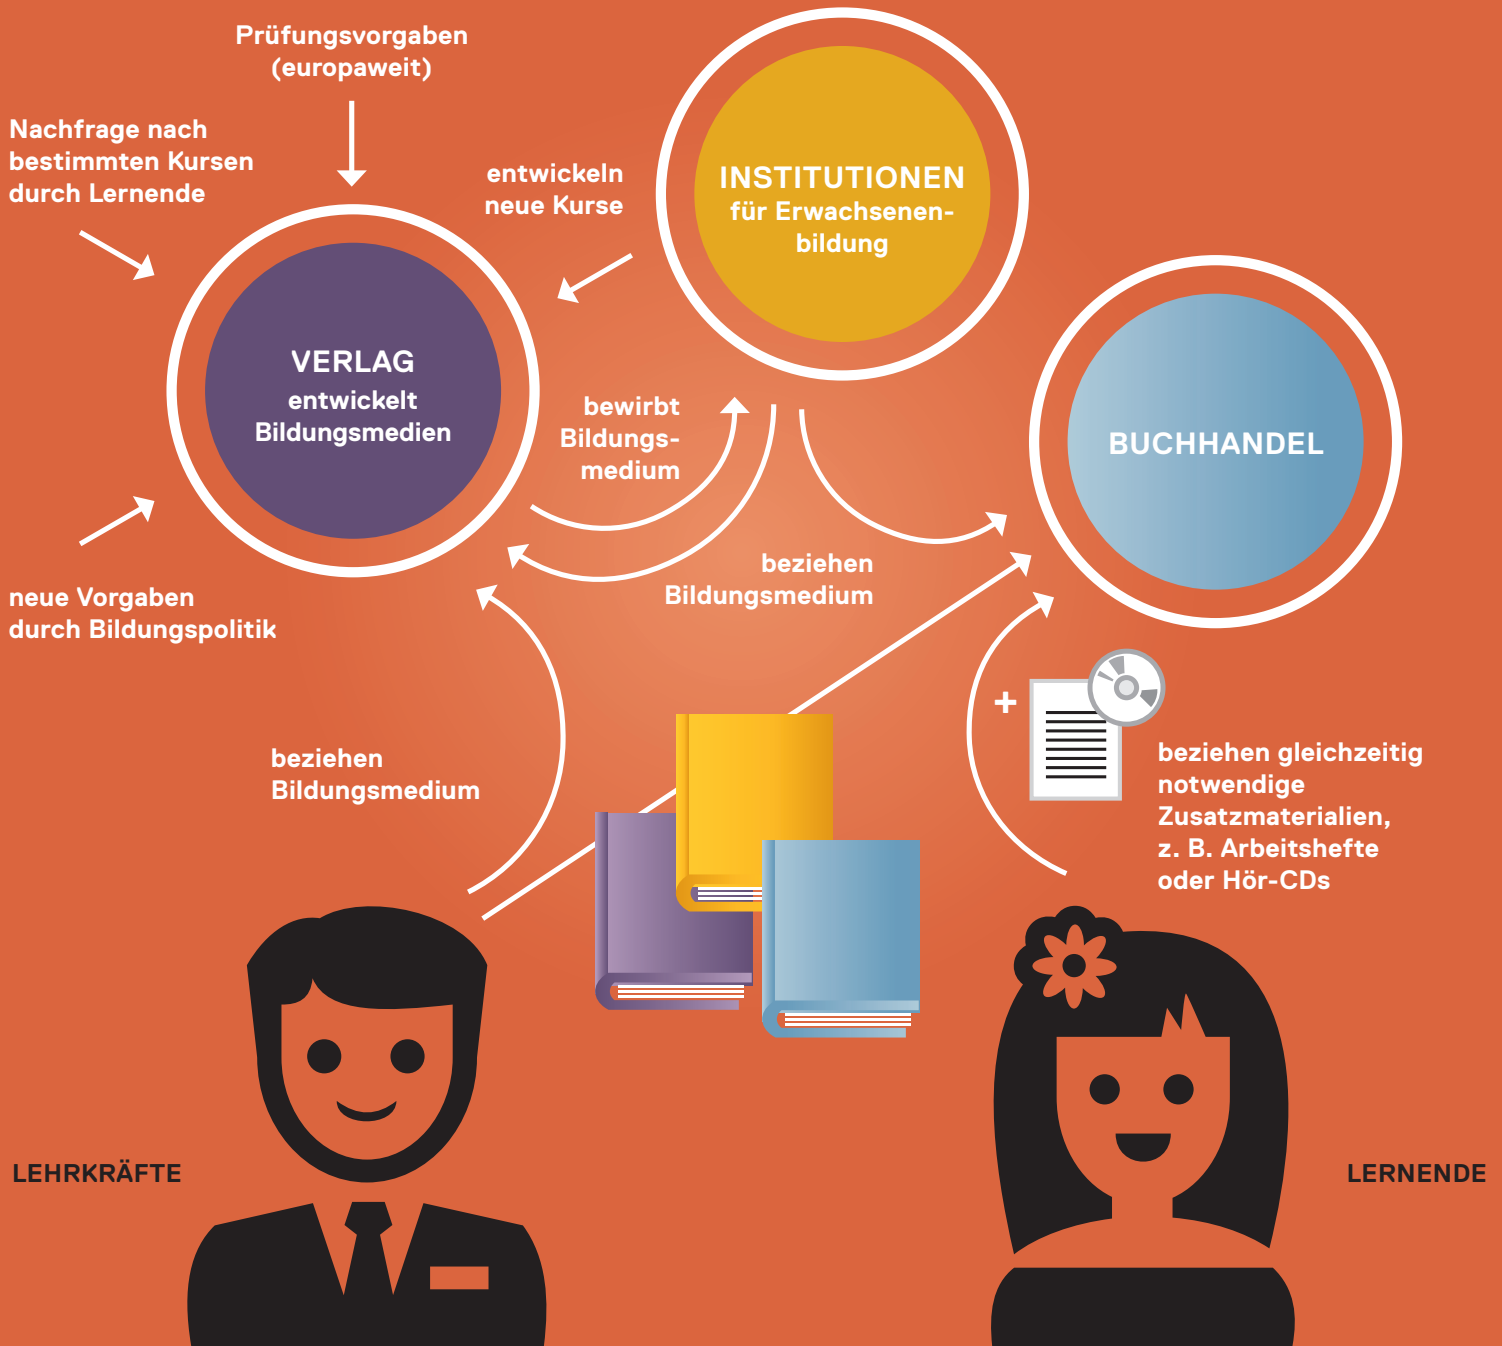 Prüfungsvorgaben
(europaweit)
Nachfrage nach
bestimmten Kursen
durch Lernende
entwickeln
neue Kurse
INSTITUTIONEN
für Erwachsenen-
bildung
VERLAG
entwickelt
Bildungsmedien
bewirbt
Bildungs-
medium
BUCHHANDEL
neue Vorgaben
durch Bildungspolitik
beziehen
Bildungsmedium
beziehen
Bildungsmedium
+
beziehen gleichzeitig
notwendige
Zusatzmaterialien,
z. B. Arbeitshefte
oder Hör-CDs
LEHRKRÄFTE
LERNENDE